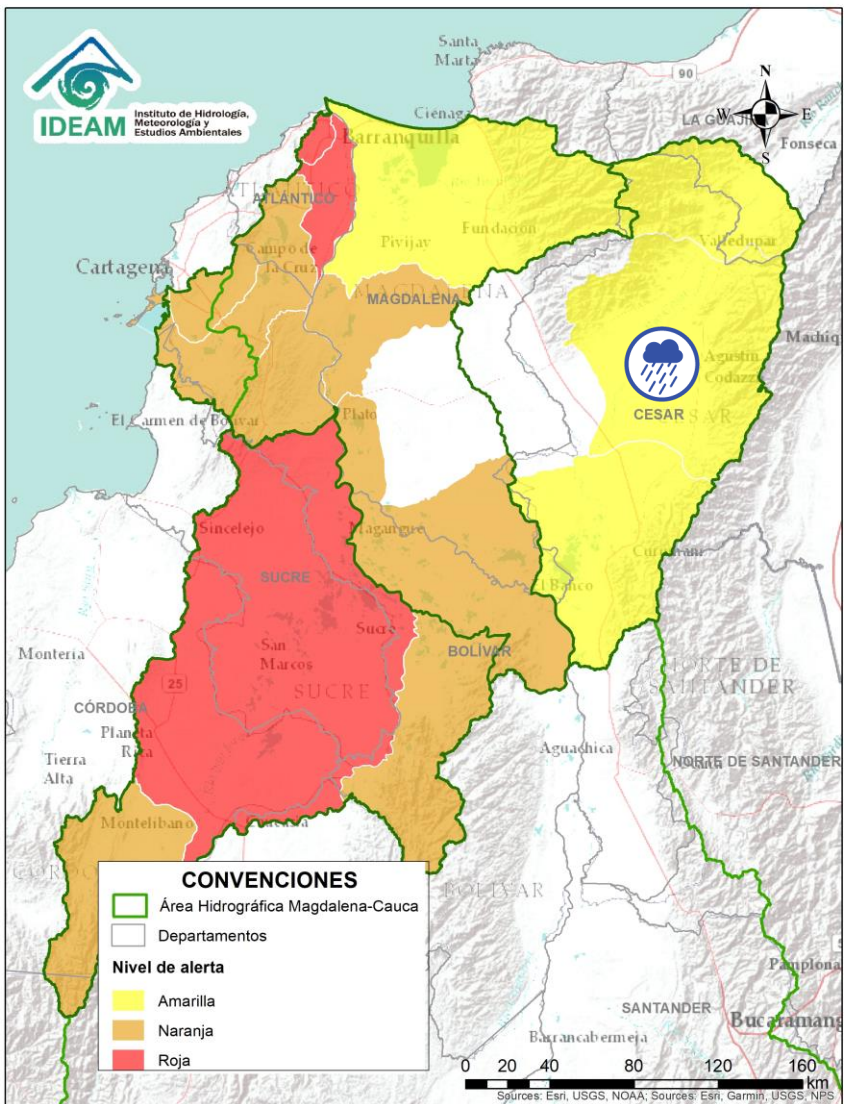 IDEAM
Instituto de Hidrología,
Meteorología y
Estudios Ambientales
Santa
Marta
90
N
W
E
S
Ciénaga
LA GUAJIRA
Fonseca
Barranquilla
ATLÁNTICO
Fundación
Pivijay
Valledupar
Campo de
la Cruz
Cartagena
MAGDALENA
Agustín
Codazzi
CESAR
Plato
El Carmen de Bolívar
Sincelejo
Magangué
SUCRE
El Banco
Sucre
San
Marcos
BOLÍVAR
SUCRE
Montería
25
NORTE DE
SANTANDER
CÓRDOBA
Planeta
Rica
Tierra
Alta
Aguachica
NORTE DE SANTANDER
Montelibano
BOLÍVAR
CONVENCIONES
Área Hidrográfica Magdalena-Cauca
Departamentos
Nivel de alerta
Amarilla
Naranja
Roja
Pamplona
SANTANDER
Bucaramang
Barrancabermeja
0 20 40 80 120 160
km
Sources: Esri, USGS, NOAA; Sources: Esri, Garmin, USGS, NPS